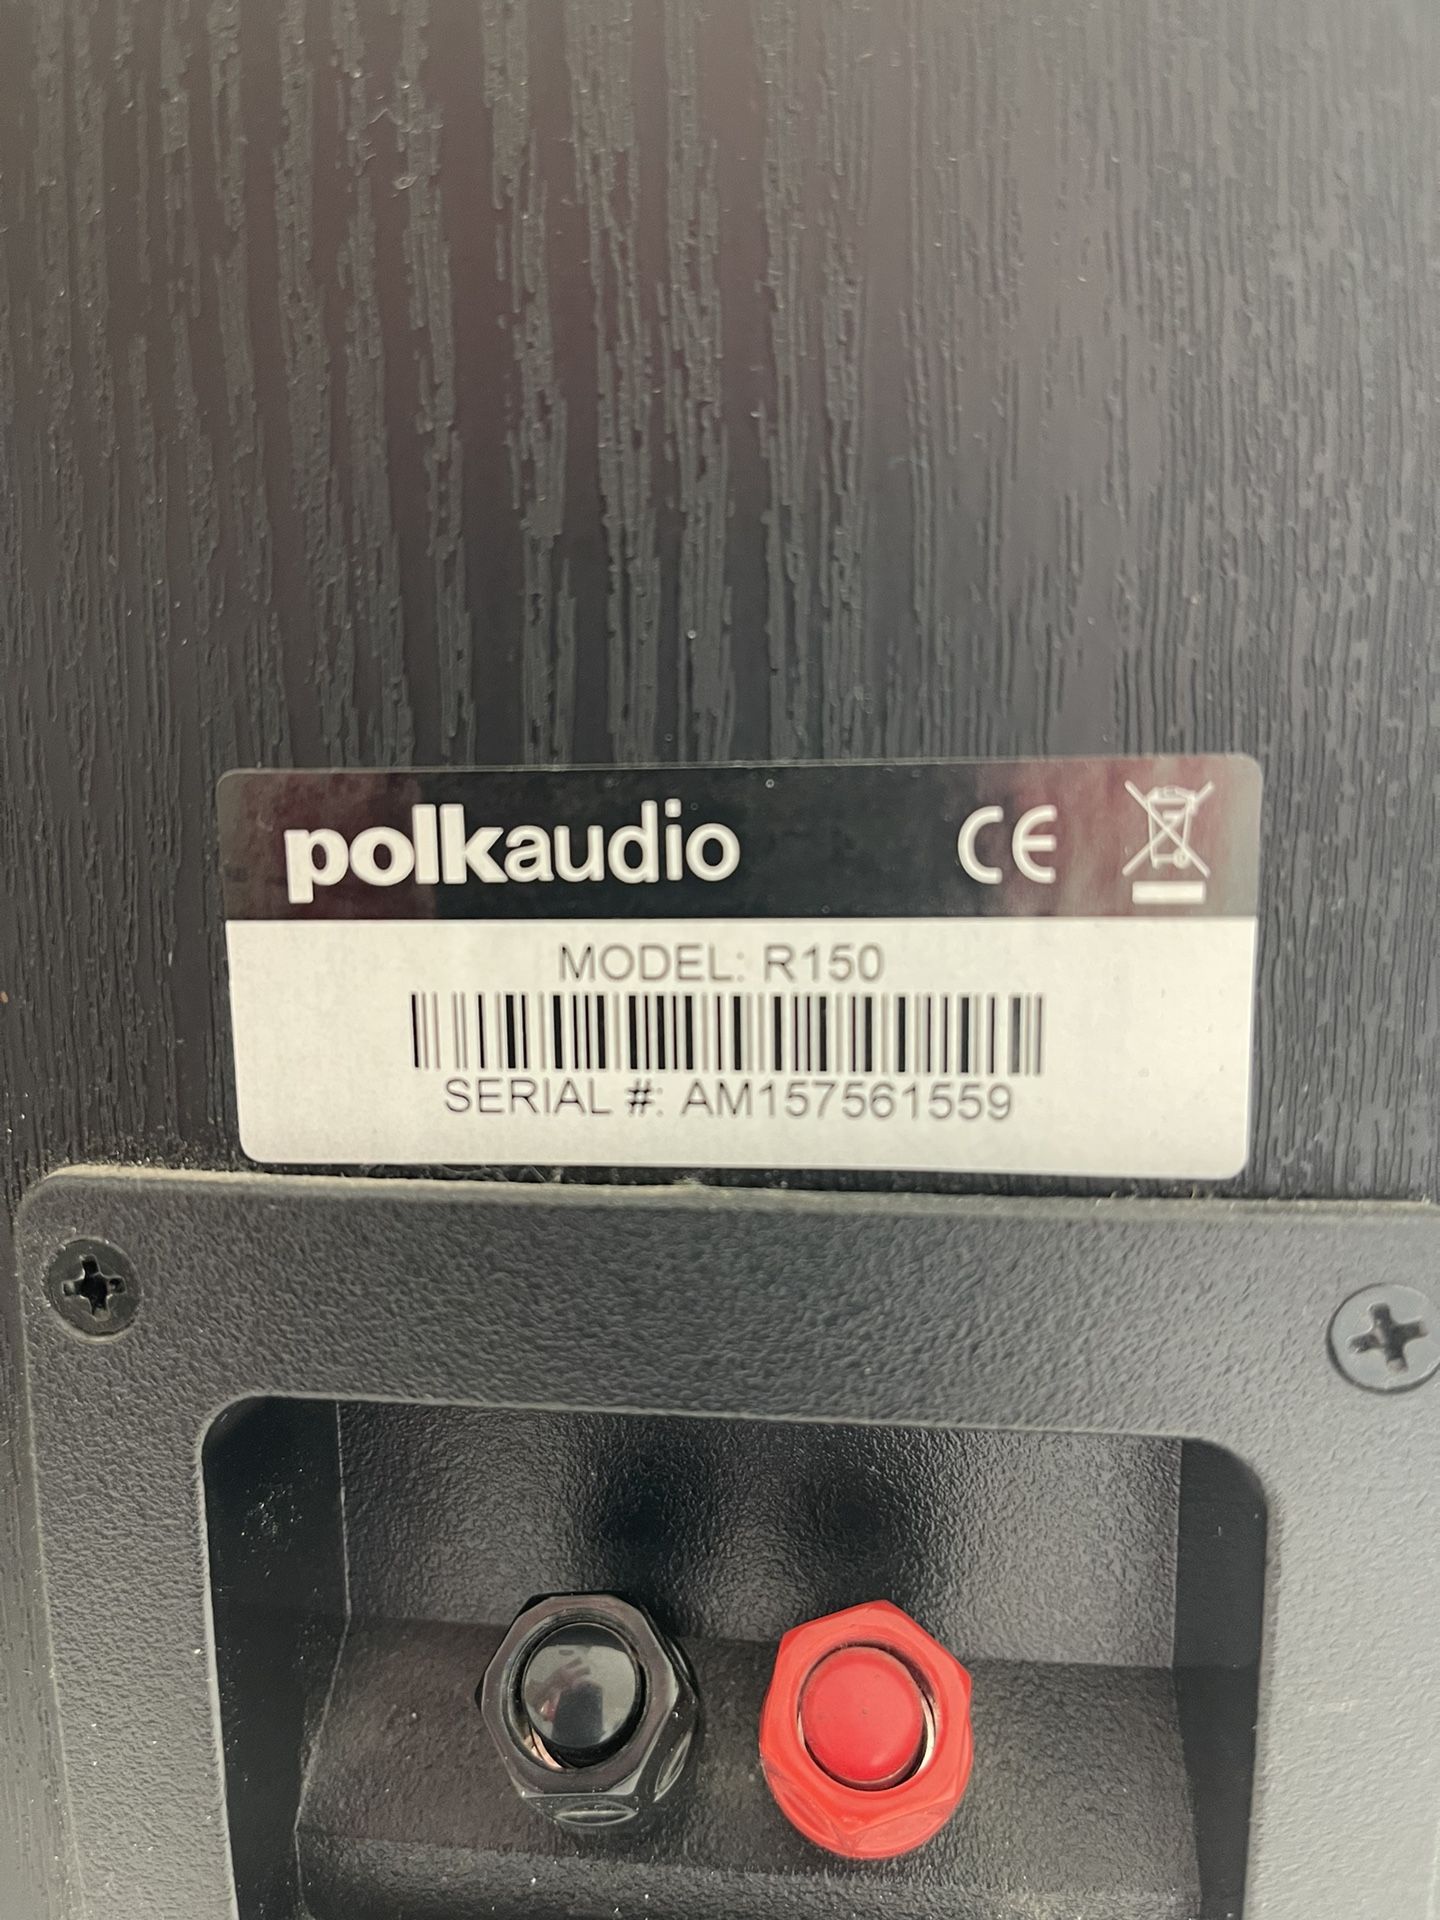 polkaudio CE
MODEL: R150
SERIAL #: AM157561559